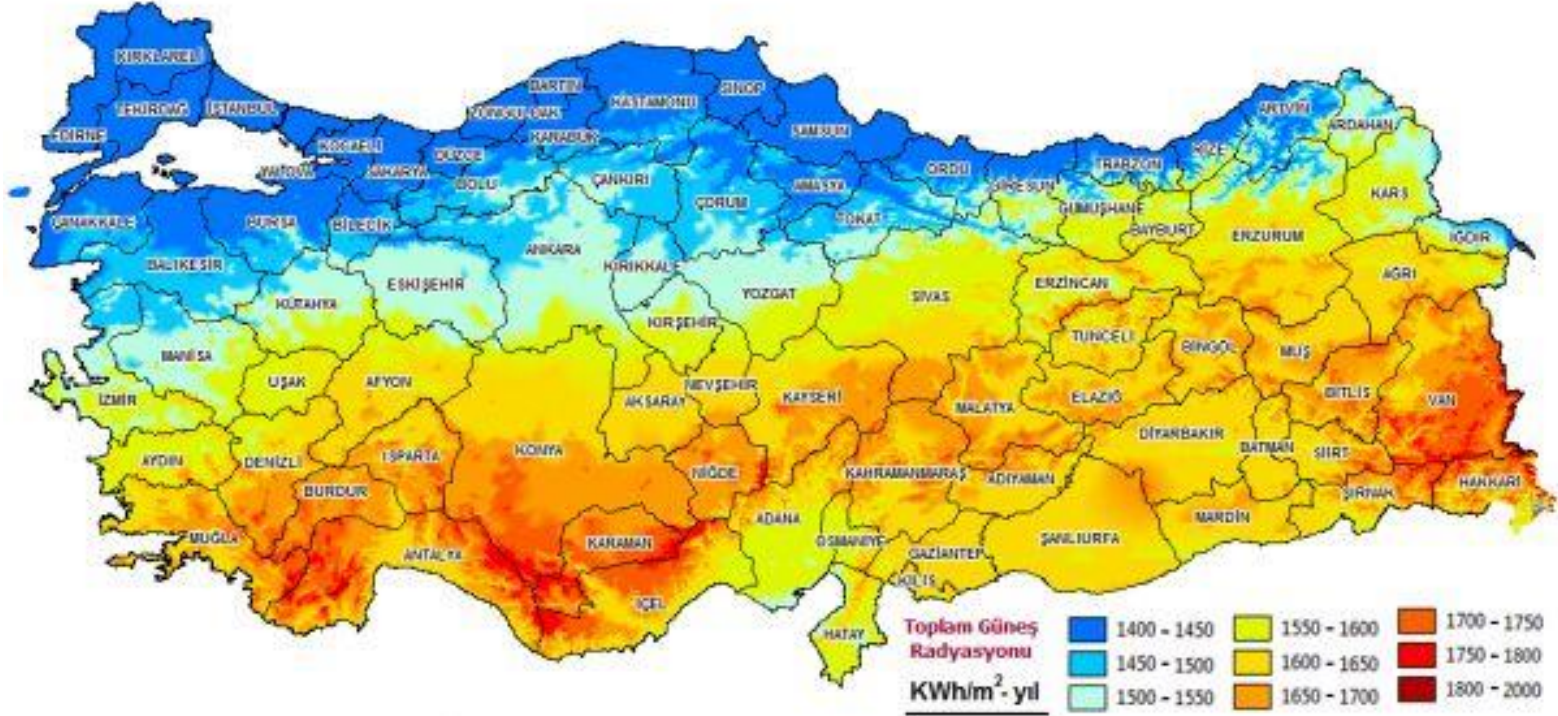 KIRKLARELİ
TEKİRDAĞ
İSTANBUL
EDİRNE
KOCAELİ
YALOVA
SAKARYA
DÜZCE
ZONGULDAK
BARTIN
KARABÜK
KASTAMONU
SİNOP
SAMSUN
BOLU
ÇANKIRI
ÇORUM
AMASYA
TOKAT
ORDU
GİRESUN
TRABZON
RİZE
ARTVİN
ARDAHAN
KARS
IĞDIR
GÜMÜŞHANE
BAYBURT
ERZURUM
AĞRI
ÇANAKKALE
BURSA
BİLECİK
BALIKESİR
KÜTAHYA
ESKİŞEHİR
ANKARA
KIRIKKALE
KIRŞEHİR
YOZGAT
SİVAS
ERZİNCAN
TUNCELİ
BİNGÖL
MUŞ
BİTLİS
VAN
MANİSA
UŞAK
AFYON
İZMİR
AKSARAY
NEVŞEHİR
KAYSERİ
MALATYA
ELAZIĞ
DİYARBAKIR
BATMAN
SİİRT
AYDIN
DENİZLİ
ISPARTA
BURDUR
KONYA
NİĞDE
KAHRAMANMARAŞ
ADIYAMAN
ŞIRNAK
HAKKARİ
MUĞLA
ANTALYA
KARAMAN
İÇEL
ADANA
OSMANİYE
GAZİANTEP
KİLİS
ŞANLIURFA
MARDİN
HATAY
Toplam Güneş
Radyasyonu
KWh/m²- yıl
1400 - 1450
1450 - 1500
1500 - 1550
1550 - 1600
1600 - 1650
1650 - 1700
1700 - 1750
1750 - 1800
1800 - 2000